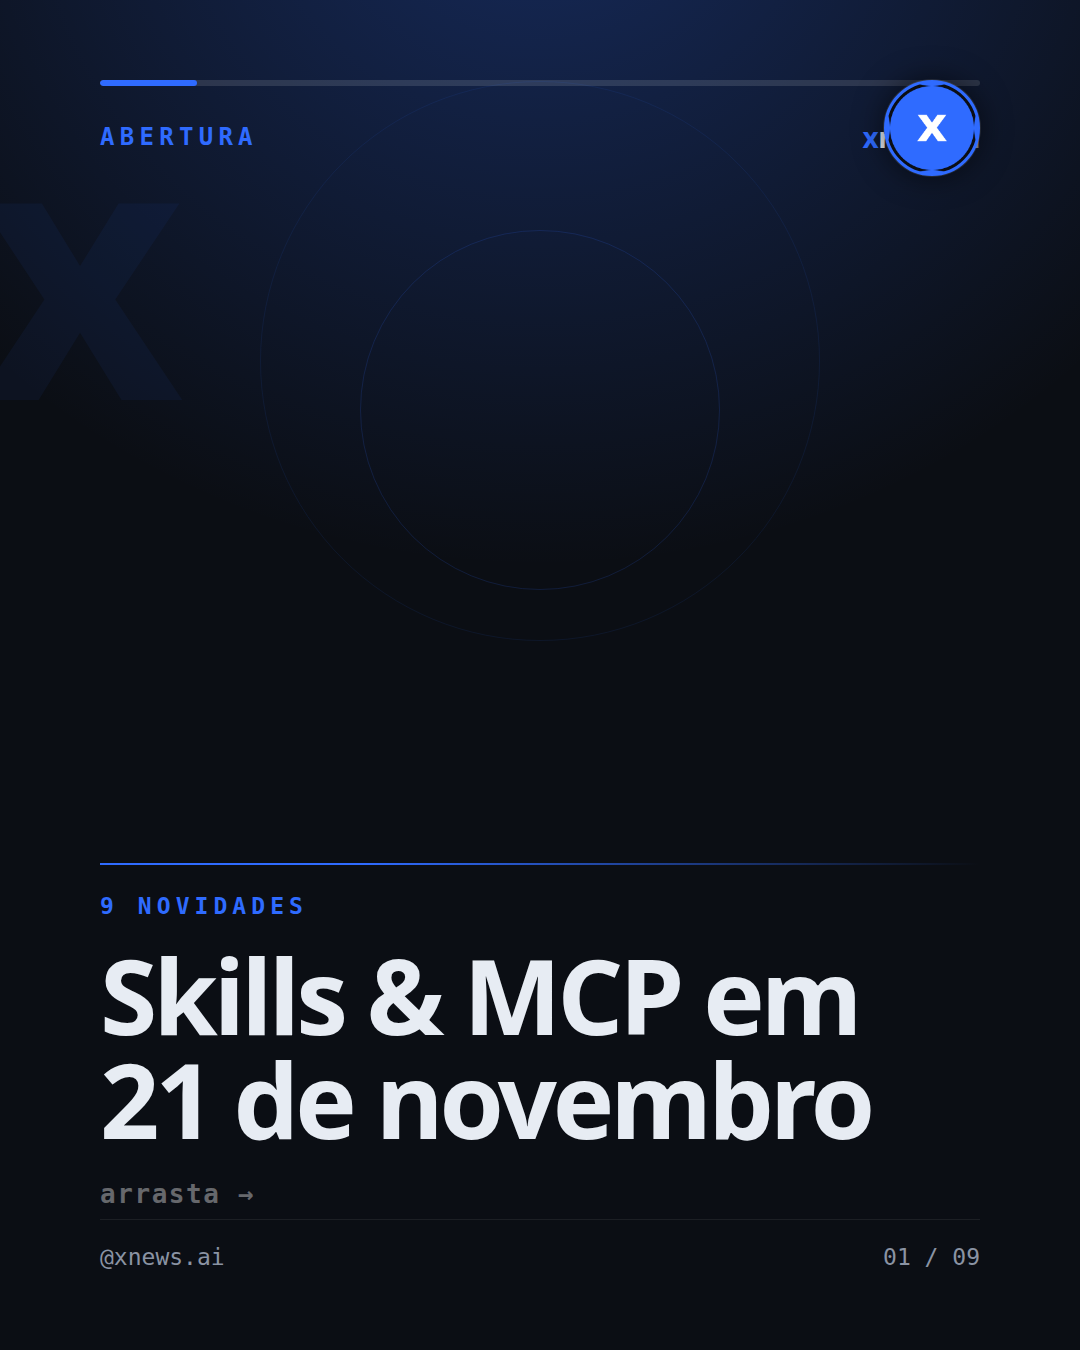 ABERTURA
x
x
9 NOVIDADES
Skills & MCP em
21 de novembro
arrasta →
@xnews.ai
01 / 09